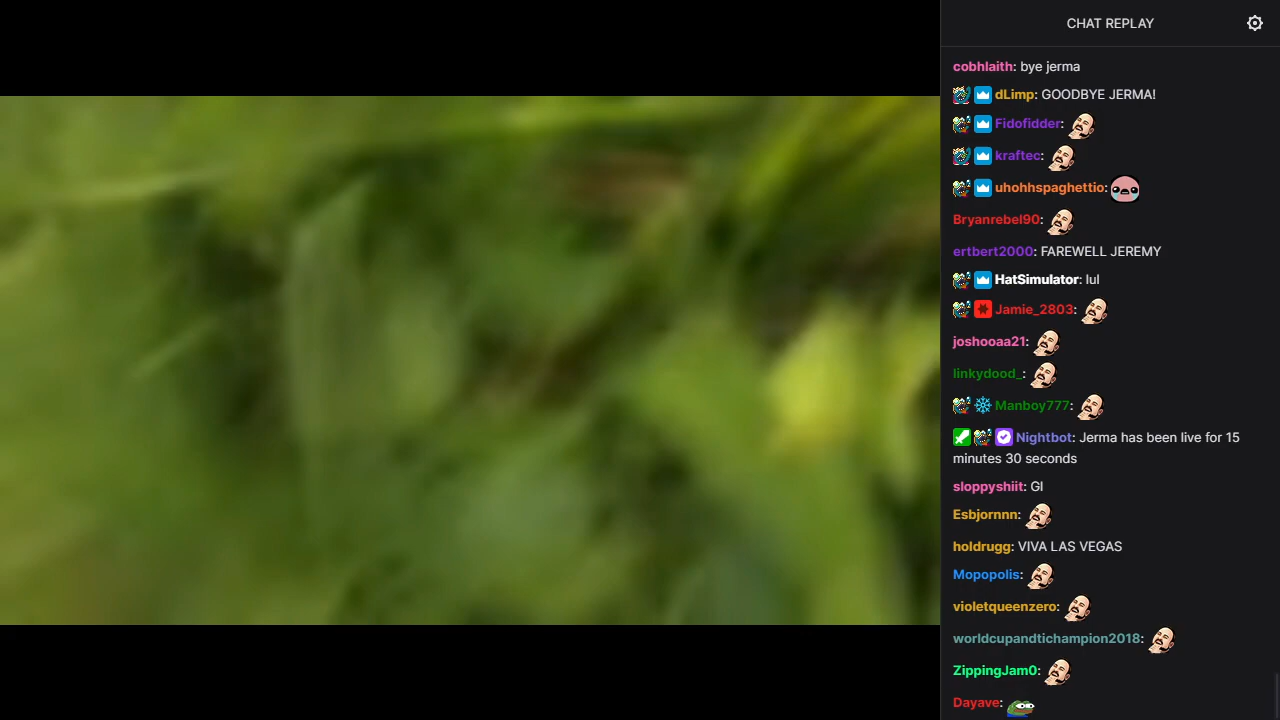 CHAT REPLAY
cobhlaith: bye jerma
dLimp: GOODBYE JERMA!
Fidofidder:
kraftec:
uhohhspaghettio:
Bryanrebel90:
ertbert2000: FAREWELL JEREMY
HatSimulator: lul
Jamie_2803:
joshooaa21:
linkydood_:
Manboy777:
Nightbot: Jerma has been live for 15
minutes 30 seconds
sloppyshiit: Gl
Esbjornnn:
holdrugg: VIVA LAS VEGAS
Mopopolis:
violetqueenzero:
worldcupandtichampion2018:
ZippingJam0:
Dayave: